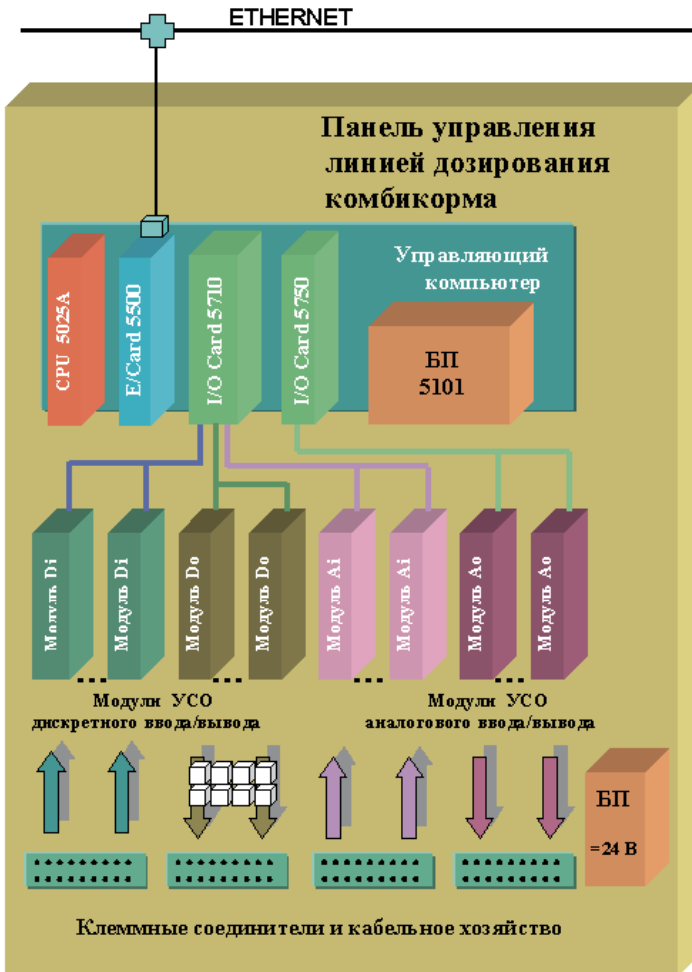 ETHERNET
Панель управления
линией дозирования
комбикорма
Управляющий
компьютер
CPU 5025A
E/Card 5500
I/O Card 5710
I/O Card 5750
БП
5101
Модуль Di
Модуль Di
Модуль Do
Модуль Do
Модуль Ai
Модуль Ai
Модуль Ao
Модуль Ao
Модули УСО
дискретного ввода/вывода
Модули УСО
аналогового ввода/вывода
БП
=24 В
Клеммные соединители и кабельное хозяйство